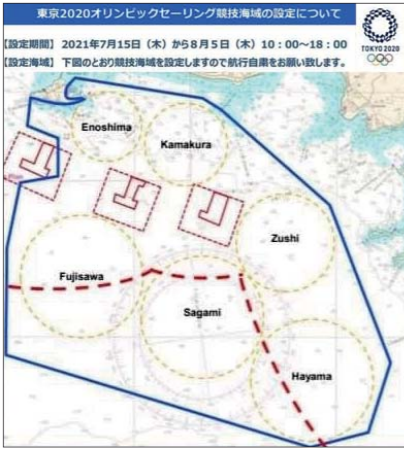 東京2020オリンピックセーリング競技海域の設定について
【設定期間】 2021年7月15日(木)から8月5日(木)10:00～18:00
【設定海域】 下図のとおり競技海域を設定しますので航行自粛をお願い致します。
TOKYO 2020
Enoshima
Kamakura
Zushi
Fujisawa
Sagami
Hayama